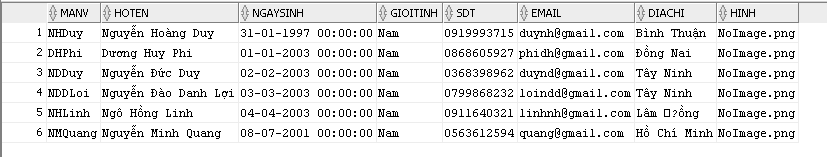 MANV HOTEN NGAYSINH GIOITINH SDT EMAIL DIACHI HINH
1 NHDuy Nguyễn Hoàng Duy 31-01-1997 00:00:00 Nam 0919993715 duynh@gmail.com Bình Thuận NoImage.png
2 DHPhi Dương Huy Phi 01-01-2003 00:00:00 Nam 0868605927 phidh@gmail.com Đồng Nai NoImage.png
3 NDDuy Nguyễn Đức Duy 02-02-2003 00:00:00 Nam 0368398962 duynd@gmail.com Tây Ninh NoImage.png
4 NDDLoi Nguyễn Đào Danh Lợi 03-03-2003 00:00:00 Nam 0799868232 loindd@gmail.com Tây Ninh NoImage.png
5 NHLinh Ngô Hồng Linh 04-04-2003 00:00:00 Nam 0911640321 linhnh@gmail.com Lâm �?ồng NoImage.png
6 NMQuang Nguyễn Minh Quang 08-07-2001 00:00:00 Nam 0563612594 quang@gmail.com Hồ Chí Minh NoImage.png